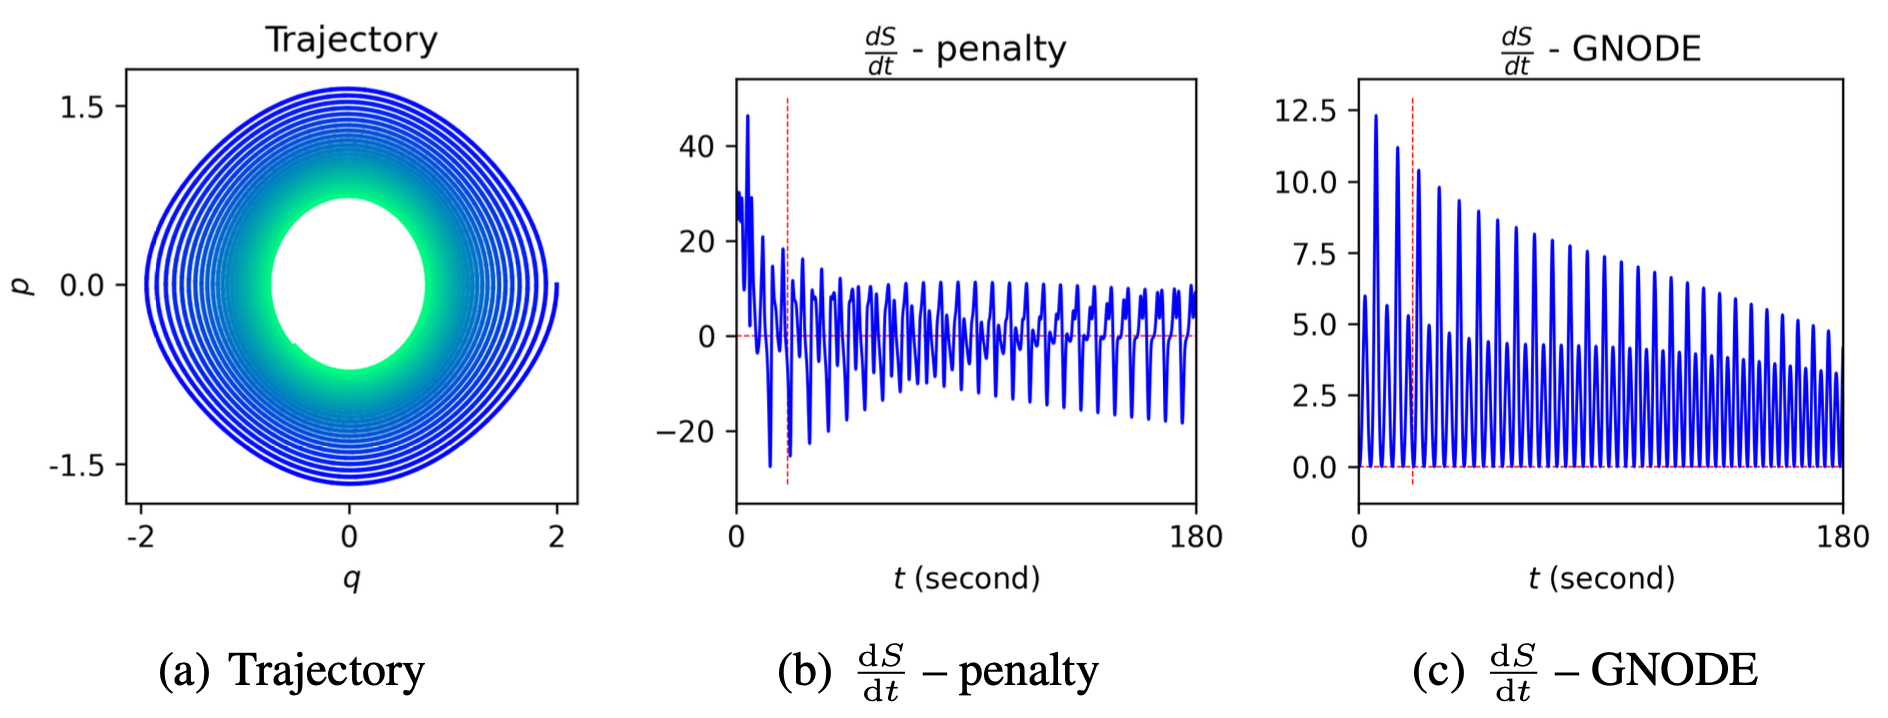 Trajectory
1.5
0.0
-1.5
p
-2 0 2
q
dS/dt - penalty
40
20
0
−20
0 180
t (second)
dS/dt - GNODE
12.5
10.0
7.5
5.0
2.5
0.0
0 180
t (second)
(a) Trajectory
(b) dS/dt – penalty
(c) dS/dt – GNODE